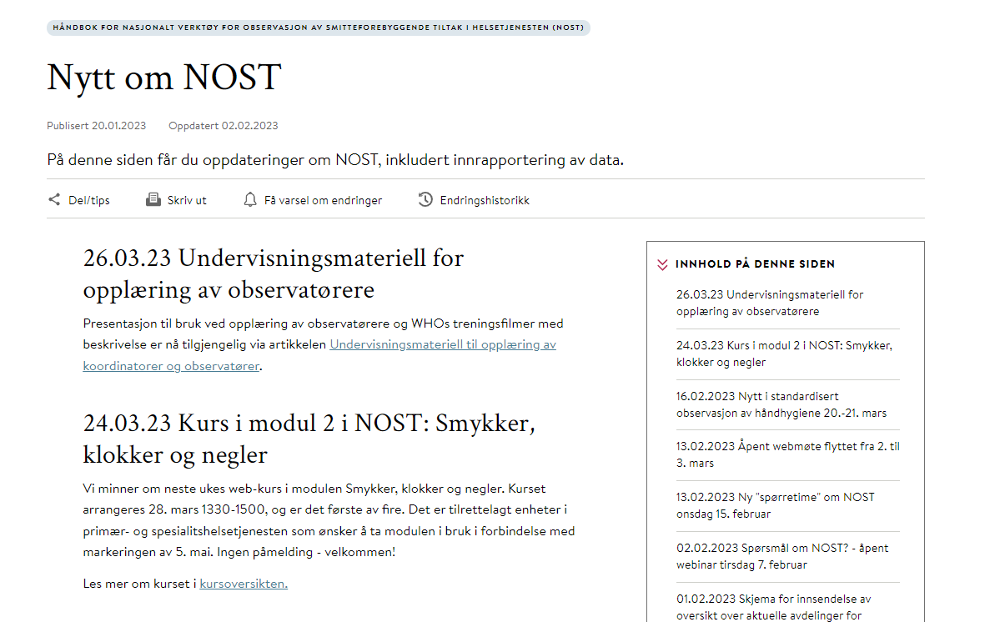 HÅNDBOK FOR NASJONALT VERKTØY FOR OBSERVASJON AV SMITTEFOREBYGGENDE TILTAK I HELSETJENESTEN (NOST)
Nytt om NOST
Publisert 20.01.2023 Oppdatert 02.02.2023
På denne siden får du oppdateringer om NOST, inkludert innrapportering av data.
Del/tips Skriv ut Få varsel om endringer Endringshistorikk
26.03.23 Undervisningsmateriell for
opplæring av observatørere
Presentasjon til bruk ved opplæring av observatørere og WHOs treningsfilmer med
beskrivelse er nå tilgjengelig via artikkelen Undervisningsmateriell til opplæring av
koordinatorer og observatører.
24.03.23 Kurs i modul 2 i NOST: Smykker,
klokker og negler
Vi minner om neste ukes web-kurs i modulen Smykker, klokker og negler. Kurset
arrangeres 28. mars 1330-1500, og er det første av fire. Det er tilrettelagt enheter i
primær- og spesialitshelsetjenesten som ønsker å ta modulen i bruk i forbindelse med
markeringen av 5. mai. Ingen påmelding - velkommen!
Les mer om kurset i kursoversikten.
INNHOLD PÅ DENNE SIDEN
26.03.23 Undervisningsmateriell for
opplæring av observatørere
24.03.23 Kurs i modul 2 i NOST: Smykker,
klokker og negler
16.02.2023 Nytt i standardisert
observasjon av håndhygiene 20.-21. mars
13.02.2023 Åpent webmøte flyttet fra 2. til
3. mars
13.02.2023 Ny "spørretime" om NOST
onsdag 15. februar
02.02.2023 Spørsmål om NOST? - åpent
webinar tirsdag 7. februar
01.02.2023 Skjema for innsendelse av
oversikt over aktuelle avdelinger for